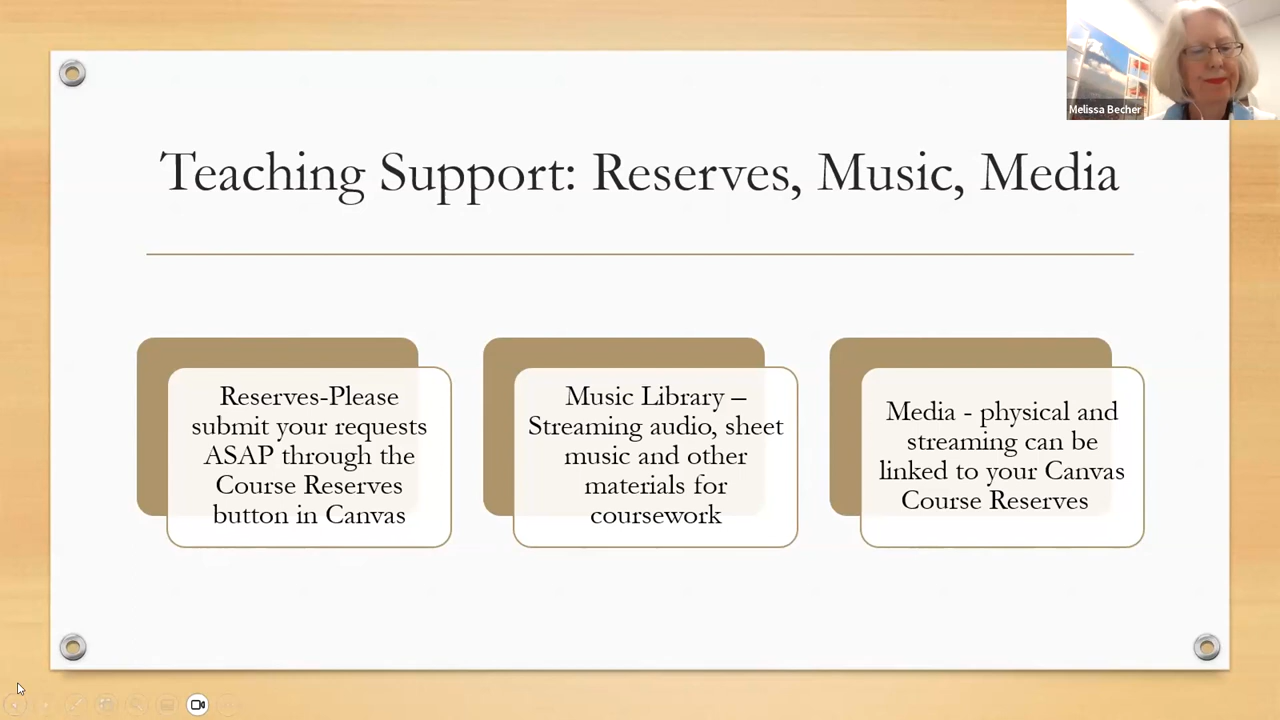 Melissa Becher
Teaching Support: Reserves, Music, Media
Reserves-Please
submit your requests
ASAP through the
Course Reserves
button in Canvas
Music Library –
Streaming audio, sheet
music and other
materials for
coursework
Media - physical and
streaming can be
linked to your Canvas
Course Reserves